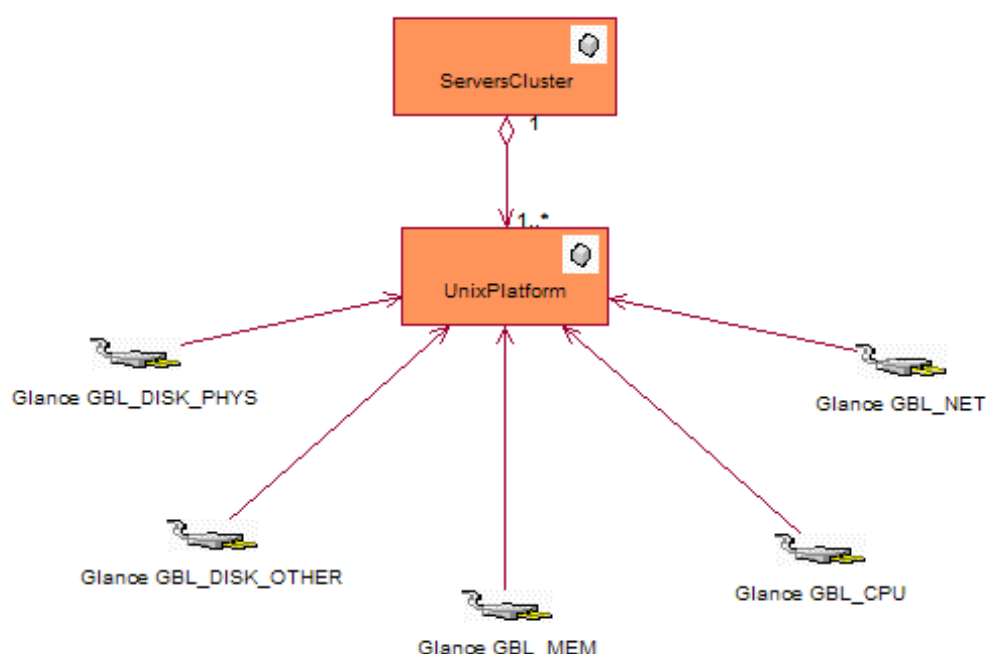 ServersCluster
1
1..*
UnixPlatform
Glance GBL_DISK_PHYS
Glance GBL_NET
Glance GBL_DISK_OTHER
Glance GBL_CPU
Glance GBL_MEM